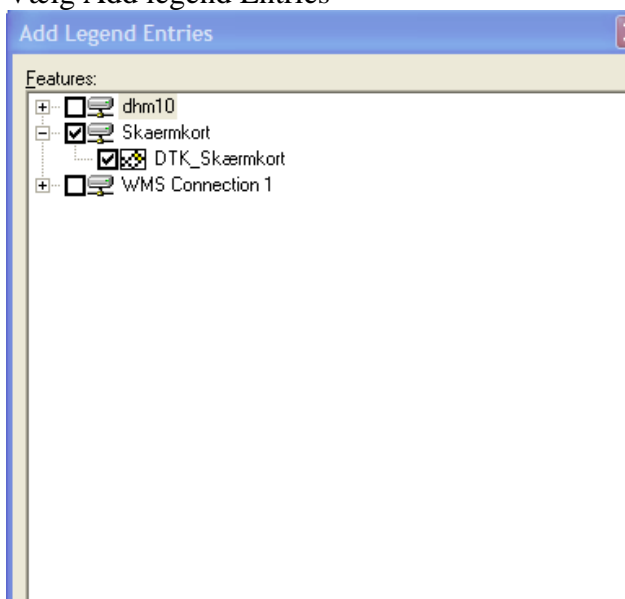 Vælg Add legend Entries
Add Legend Entries
Features:
dhm10
Skaermkort
DTK_Skærmkort
WMS Connection 1